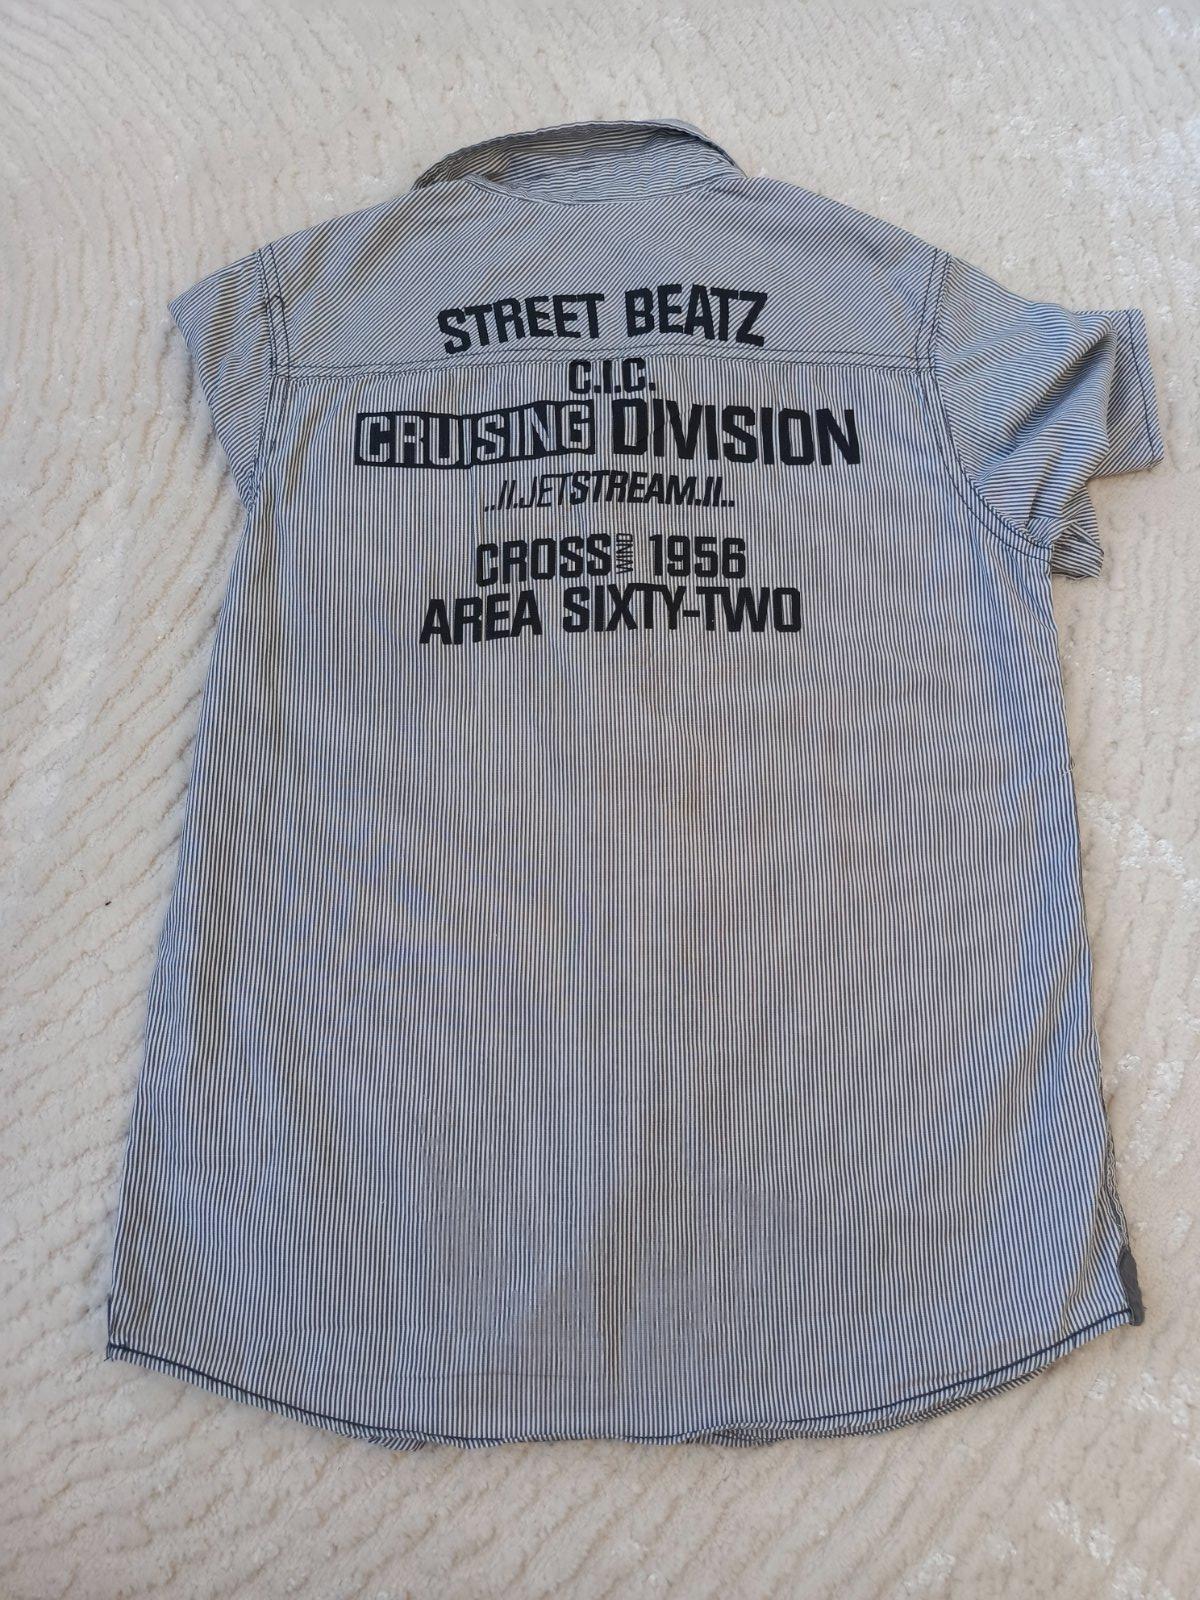 STREET BEATZ
C.I.C.
CRUISING DIVISION
..II.JETSTREAM.II..
CROSS WIND 1956
AREA SIXTY-TWO